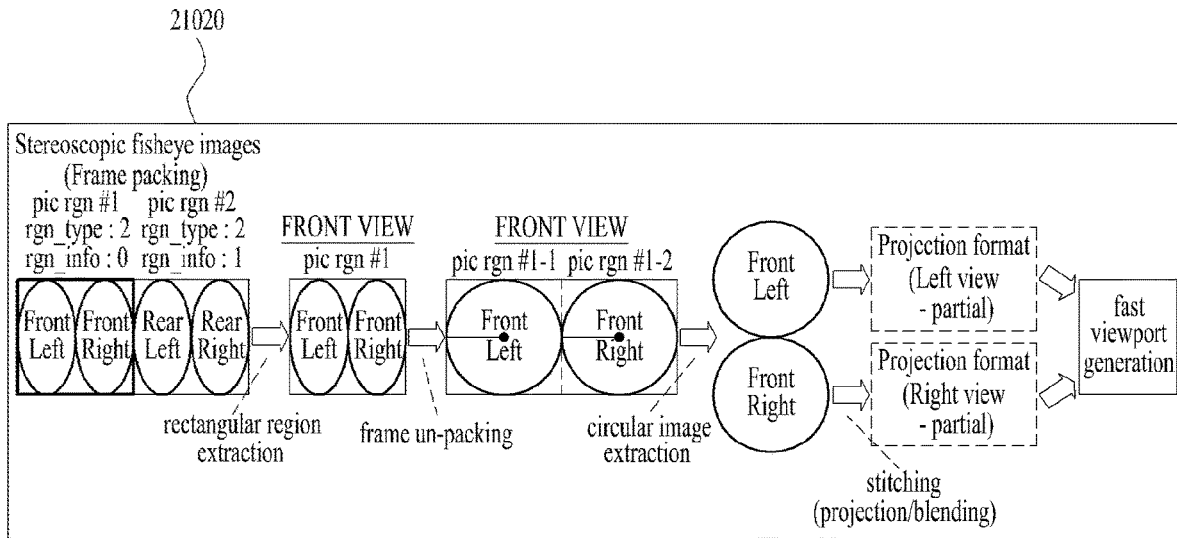 21020
Stereoscopic fisheye images
(Frame packing)
pic rgn #1 pic rgn #2
rgn_type : 2 rgn_type : 2
rgn_info : 0 rgn_info : 1
Front
Left
Front
Right
Rear
Left
Rear
Right
rectangular region
extraction
FRONT VIEW
pic rgn #1
Front
Left
Front
Right
frame un-packing
FRONT VIEW
pic rgn #1-1 pic rgn #1-2
Front
Left
Front
Right
circular image
extraction
Front
Left
Front
Right
stitching
(projection/blending)
Projection format
(Left view
- partial)
Projection format
(Right view
- partial)
fast
viewport
generation